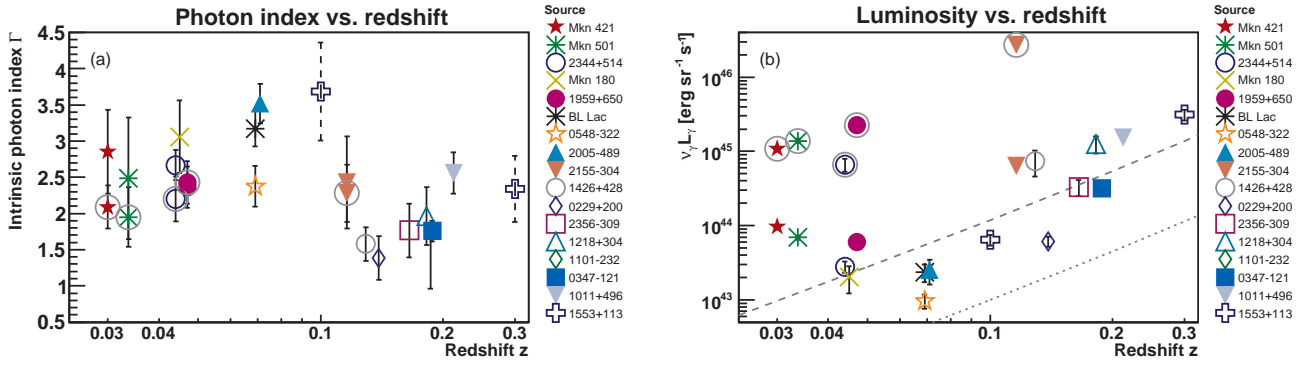 Photon index vs. redshift
Intrinsic photon index Γ
(a)
4.5
4
3.5
3
2.5
2
1.5
1
0.5
0.03
0.04
0.1
0.2
0.3
Redshift z
Source
Mkn 421
Mkn 501
2344+514
Mkn 180
1959+650
BL Lac
0548-322
2005-489
2155-304
1426+428
0229+200
2356-309
1218+304
1101-232
0347-121
1011+496
1553+113
Luminosity vs. redshift
νγLγ [erg sr⁻¹ s⁻¹]
(b)
10⁴⁶
10⁴⁵
10⁴⁴
10⁴³
0.03
0.04
0.1
0.2
0.3
Redshift z
Source
Mkn 421
Mkn 501
2344+514
Mkn 180
1959+650
BL Lac
0548-322
2005-489
2155-304
1426+428
0229+200
2356-309
1218+304
1101-232
0347-121
1011+496
1553+113